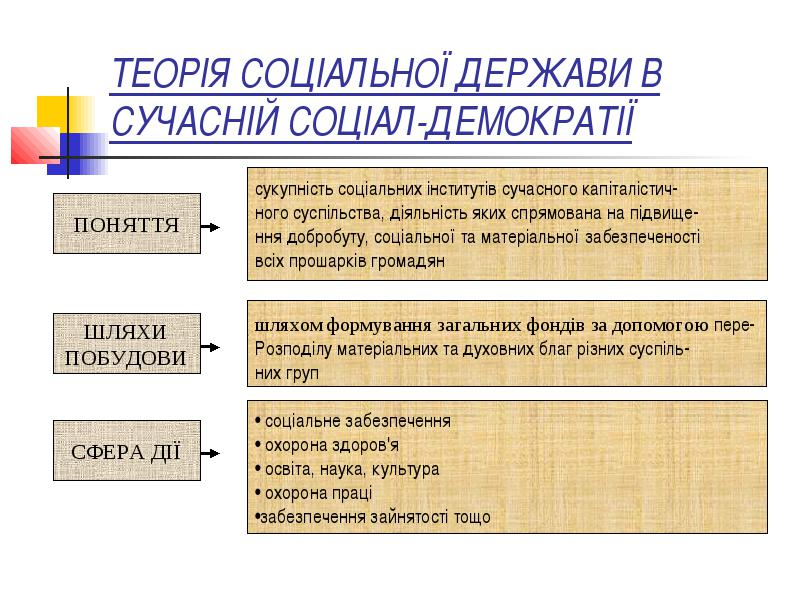 ТЕОРІЯ СОЦІАЛЬНОЇ ДЕРЖАВИ В
СУЧАСНІЙ СОЦІАЛ-ДЕМОКРАТІЇ
ПОНЯТТЯ
сукупність соціальних інститутів сучасного капіталістич-
ного суспільства, діяльність яких спрямована на підвище-
ння добробуту, соціальної та матеріальної забезпеченості
всіх прошарків громадян
ШЛЯХИ
ПОБУДОВИ
шляхом формування загальних фондів за допомогою пере-
Розподілу матеріальних та духовних благ різних суспіль-
них груп
СФЕРА ДІЇ
• соціальне забезпечення
• охорона здоров'я
• освіта, наука, культура
• охорона праці
•забезпечення зайнятості тощо